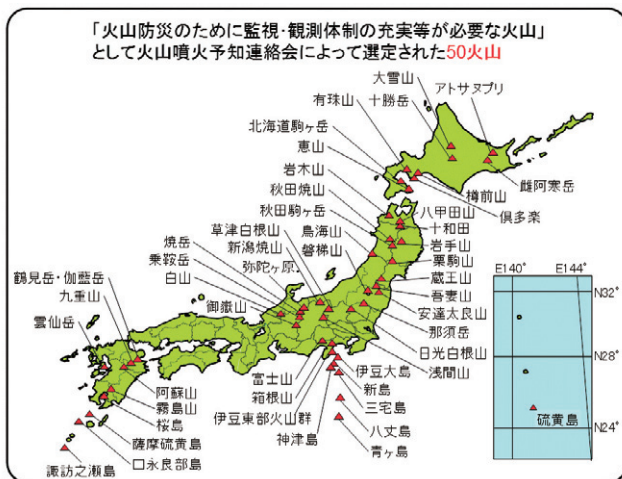 「火山防災のために監視・観測体制の充実等が必要な火山」
として火山噴火予知連絡会によって選定された50火山
大雪山
アトサヌプリ
有珠山
十勝岳
北海道駒ヶ岳
恵山
岩木山
雌阿寒岳
樽前山
倶多楽
秋田焼山
秋田駒ヶ岳
八甲田山
十和田
草津白根山
鳥海山
岩手山
焼岳
新潟焼山
磐梯山
栗駒山
乗鞍岳
弥陀ヶ原
蔵王山
白山
吾妻山
鶴見岳・伽藍岳
御嶽山
安達太良山
九重山
那須岳
雲仙岳
日光白根山
浅間山
富士山
伊豆大島
箱根山
新島
阿蘇山
伊豆東部火山群
三宅島
霧島山
神津島
八丈島
桜島
青ヶ島
薩摩硫黄島
口永良部島
諏訪之瀬島
E140°
E144°
N32°
N28°
硫黄島
N24°